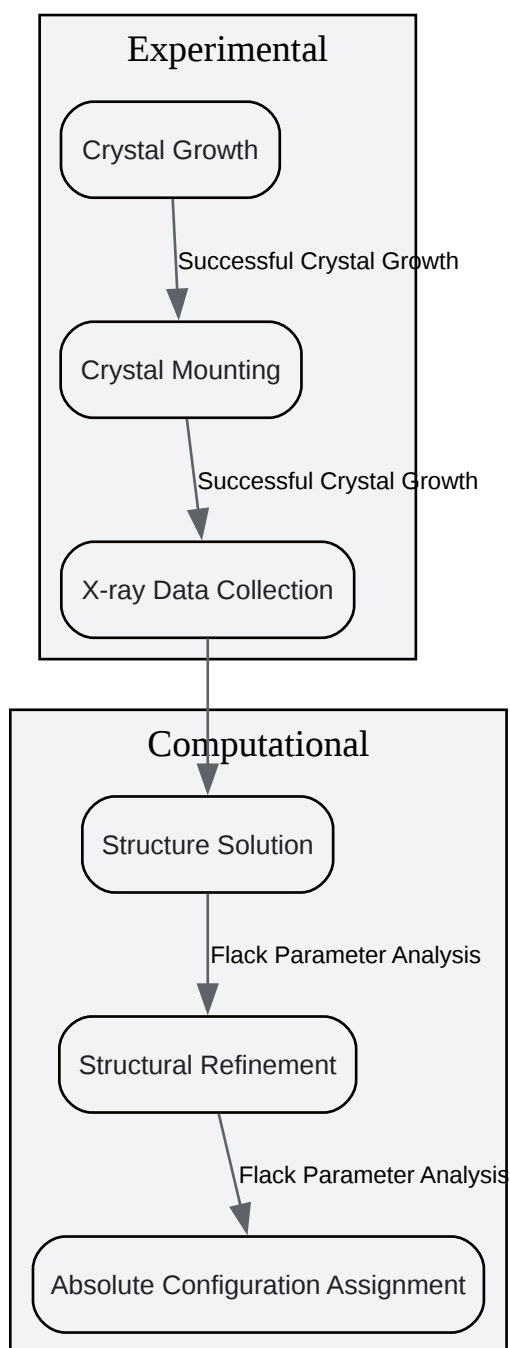 Experimental
Crystal Growth
Successful Crystal Growth
Crystal Mounting
Successful Crystal Growth
X-ray Data Collection
Computational
Structure Solution
Flack Parameter Analysis
Structural Refinement
Flack Parameter Analysis
Absolute Configuration Assignment